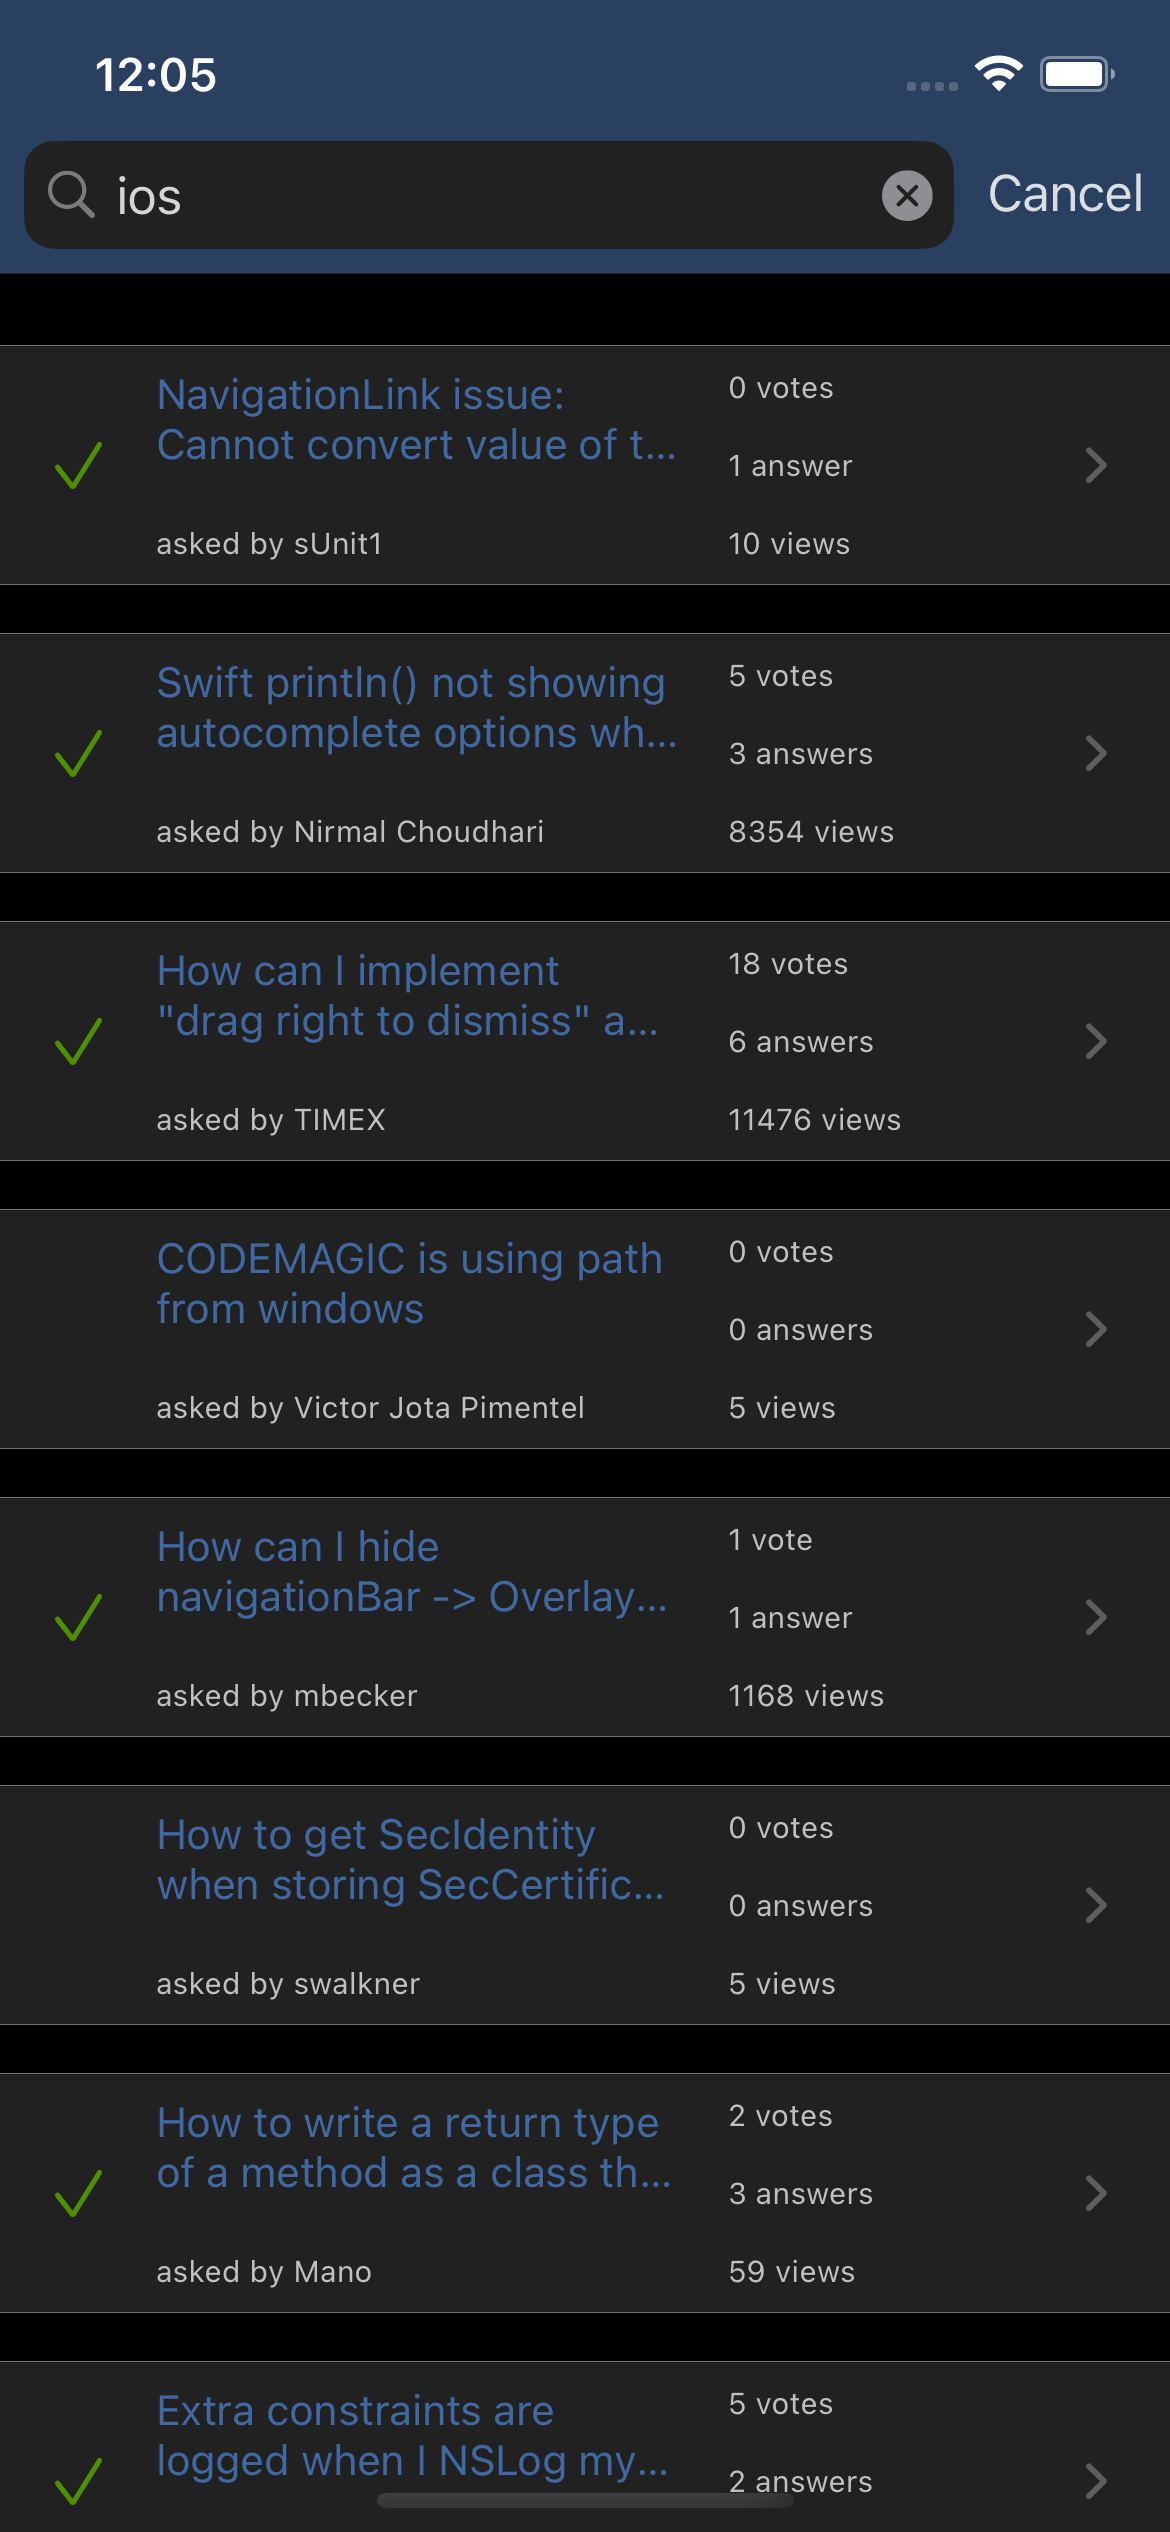 12:05
ios
Cancel
NavigationLink issue:
Cannot convert value of t...
asked by sUnit1
0 votes
1 answer
10 views
Swift println() not showing
autocomplete options wh...
asked by Nirmal Choudhari
5 votes
3 answers
8354 views
How can I implement
"drag right to dismiss" a...
asked by TIMEX
18 votes
6 answers
11476 views
CODEMAGIC is using path
from windows
asked by Victor Jota Pimentel
0 votes
0 answers
5 views
How can I hide
navigationBar -> Overlay...
asked by mbecker
1 vote
1 answer
1168 views
How to get SecIdentity
when storing SecCertific...
asked by swalkner
0 votes
0 answers
5 views
How to write a return type
of a method as a class th...
asked by Mano
2 votes
3 answers
59 views
Extra constraints are
logged when I NSLog my...
5 votes
2 answers